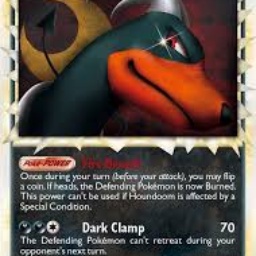 POKé-POWER Fire Breath
Once during your turn (before your attack), you may flip
a coin. If heads, the Defending Pokémon is now Burned.
This power can't be used if Houndoom is affected by a
Special Condition.
Dark Clamp 70
The Defending Pokémon can't retreat during your
opponent's next turn.